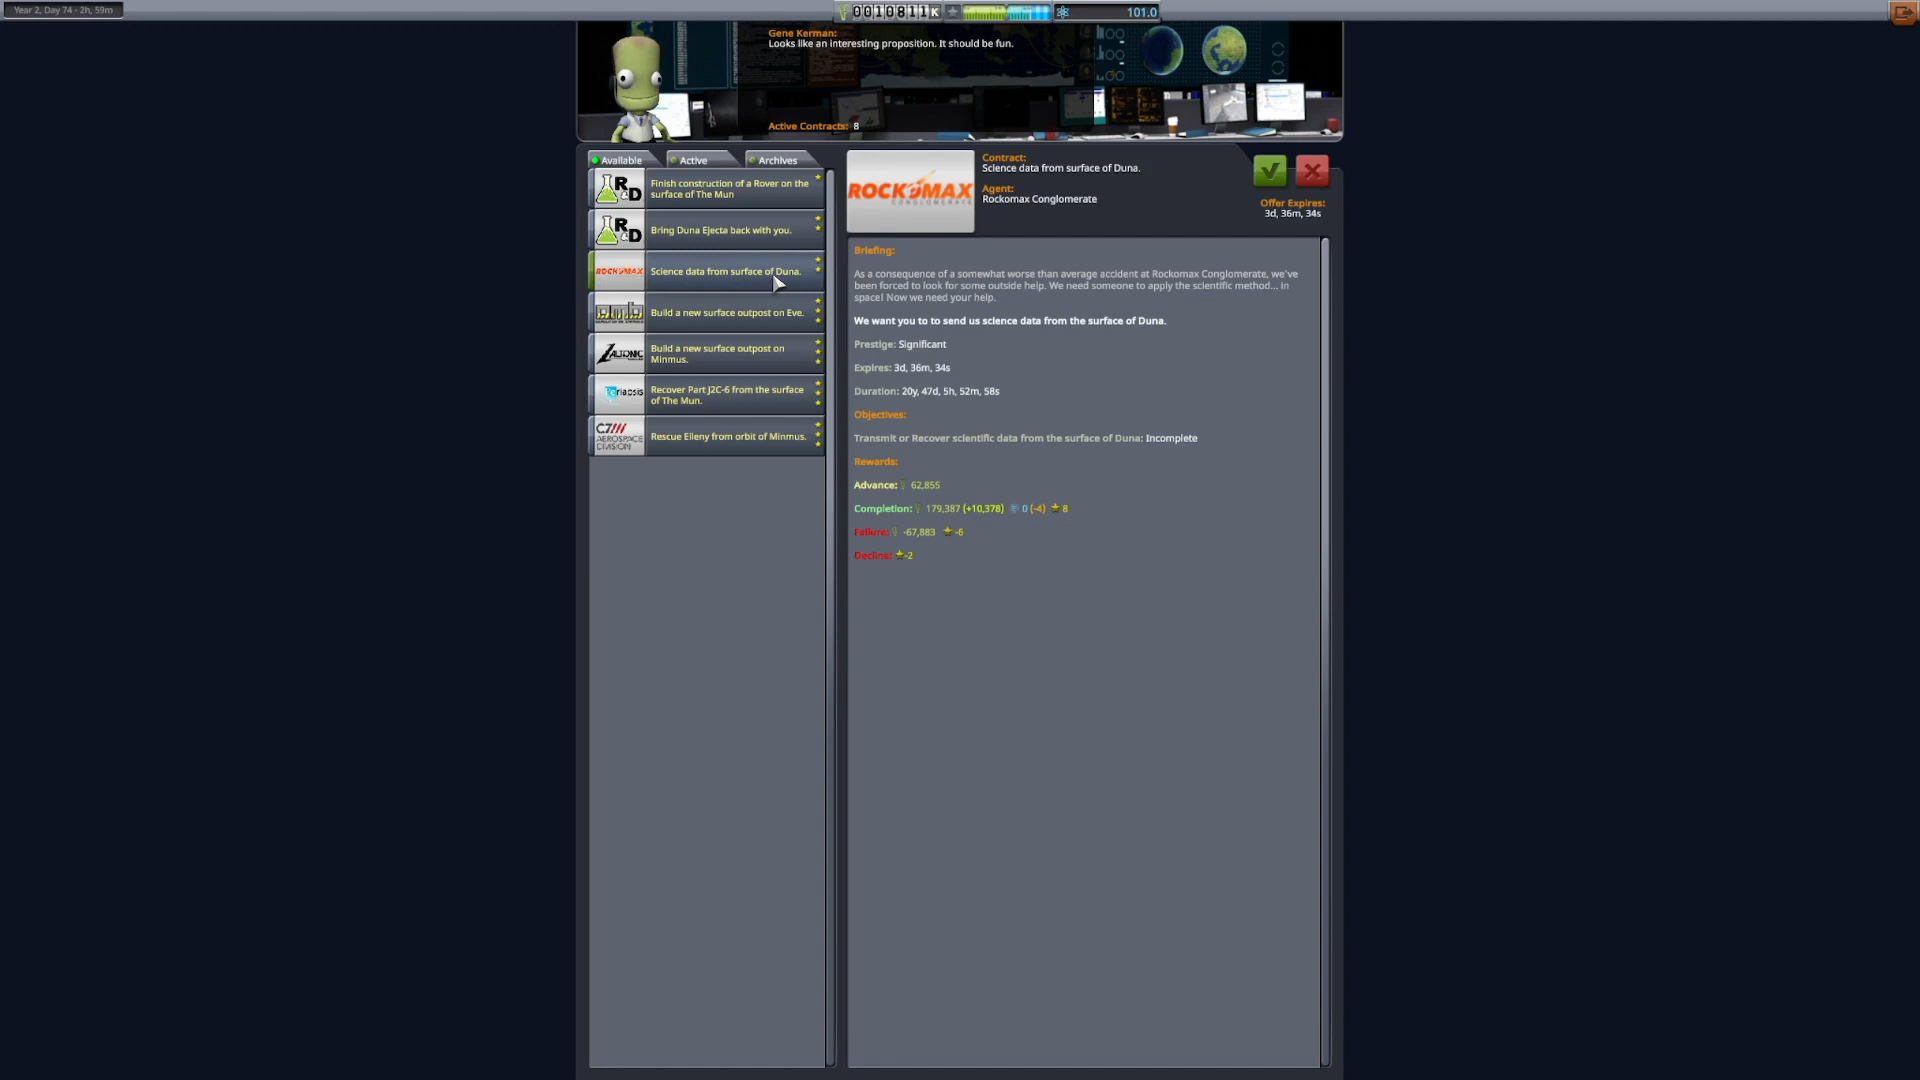 Year 2, Day 74 - 2h, 59m
0010811K
101.0
Gene Kerman:
Looks like an interesting proposition. It should be fun.
Active Contracts: 8
Available
Active
Archives
R&D
Finish construction of a Rover on the
surface of The Mun
R&D
Bring Duna Ejecta back with you.
ROCKOMAX
Science data from surface of Duna.
Build a new surface outpost on Eve.
ZALTONIC
Build a new surface outpost on
Minmus.
Periapsis
Recover Part J2C-6 from the surface
of The Mun.
C7///
AEROSPACE
DIVISION
Rescue Elleny from orbit of Minmus.
ROCKOMAX
CONGLOMERATE
Contract:
Science data from surface of Duna.
Agent:
Rockomax Conglomerate
Offer Expires:
3d, 36m, 34s
Briefing:
As a consequence of a somewhat worse than average accident at Rockomax Conglomerate, we've
been forced to look for some outside help. We need someone to apply the scientific method... in
space! Now we need your help.
We want you to to send us science data from the surface of Duna.
Prestige: Significant
Expires: 3d, 36m, 34s
Duration: 20y, 47d, 5h, 52m, 58s
Objectives:
Transmit or Recover scientific data from the surface of Duna: Incomplete
Rewards:
Advance: 62,855
Completion: 179,387 (+10,378) 0 (-4) 8
Failure: -67,883 -6
Decline: -2